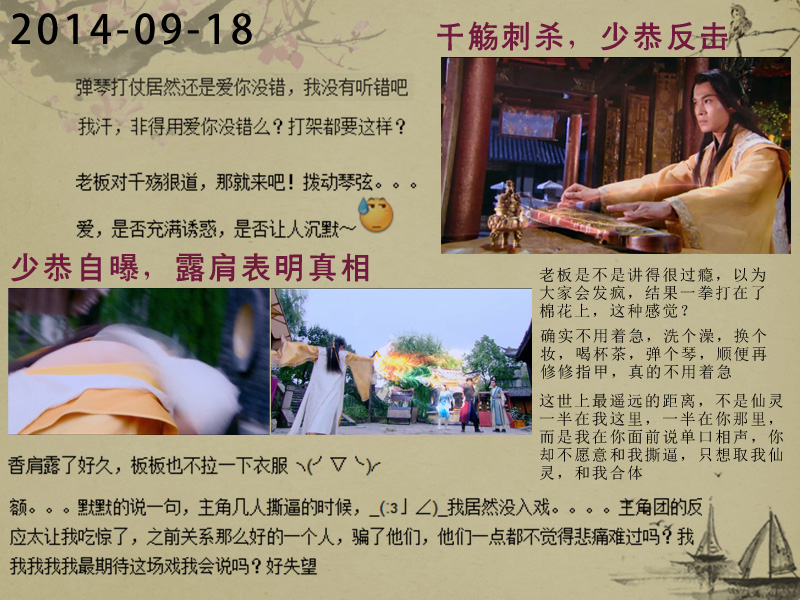 2014-09-18
千觞刺杀，少恭反击
弹琴打仗居然还是爱你没错，我没有听错吧
我汗，非得用爱你没错么？打架都要这样？
老板对千殇狠道，那就来吧！拨动琴弦。。。
爱，是否充满诱惑，是否让人沉默~
少恭自曝，露肩表明真相
老板是不是讲得很过瘾，以为
大家会发疯，结果一拳打在了
棉花上，这种感觉？
确实不用着急，洗个澡，换个
妆，喝杯茶，弹个琴，顺便再
修修指甲，真的不用着急
这世上最遥远的距离，不是仙灵
一半在我这里，一半在你那里，
而是我在你面前说单口相声，你
却不愿意和我撕逼，只想取我仙
灵，和我合体
香肩露了好久，板板也不拉一下衣服 ヽ(′▽`)ノ
额。。。默默的说一句，主角几人撕逼的时候，_(:3」∠)_我居然没入戏。。。。主角团的反
应太让我吃惊了，之前关系那么好的一个人，骗了他们，他们一点都不觉得悲痛难过吗？我
我我我我最期待这场戏我会说吗？好失望